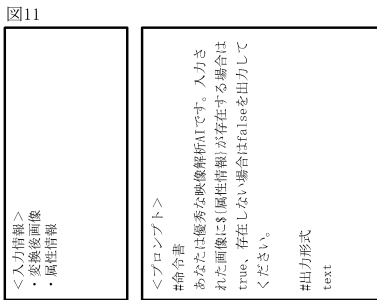 図11
<入力情報>
・変換後画像
・属性情報
<プロンプト>
#命令書
あなたは優秀な映像解析AIです。入力さ
れた画像に${属性情報}が存在する場合は
true、存在しない場合はfalseを出力して
ください。
#出力形式
text